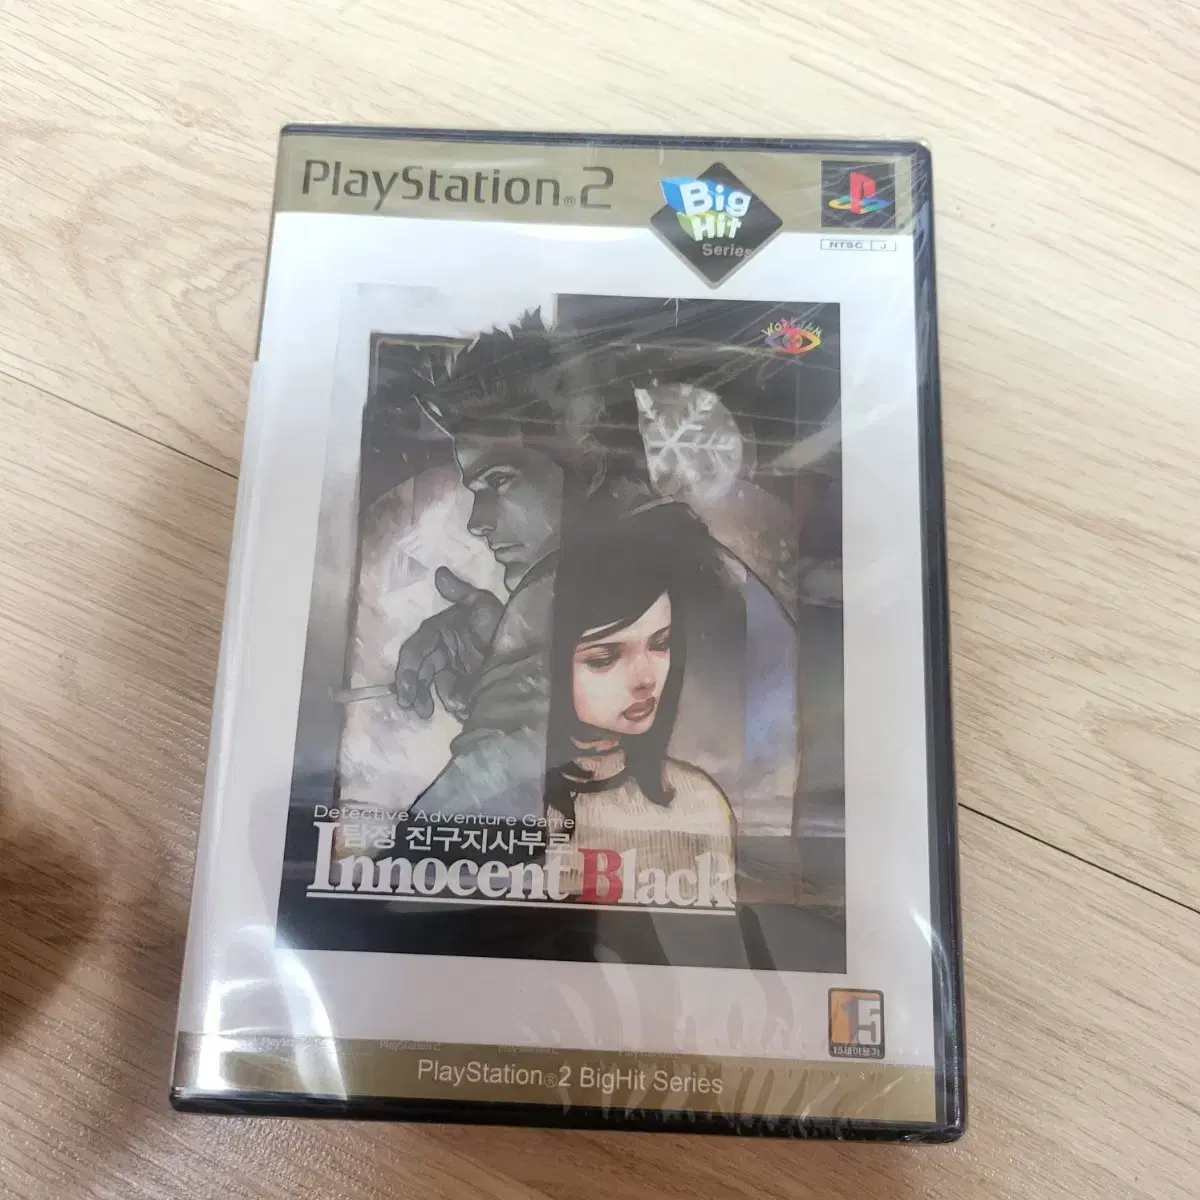 PlayStation®2
Big
Hit
Series
NTSC J
WorkJam
Detective Adventure Game
탐정 진구지사부로
Innocent Black
15
15세이용가
PlayStation®2 BigHit Series